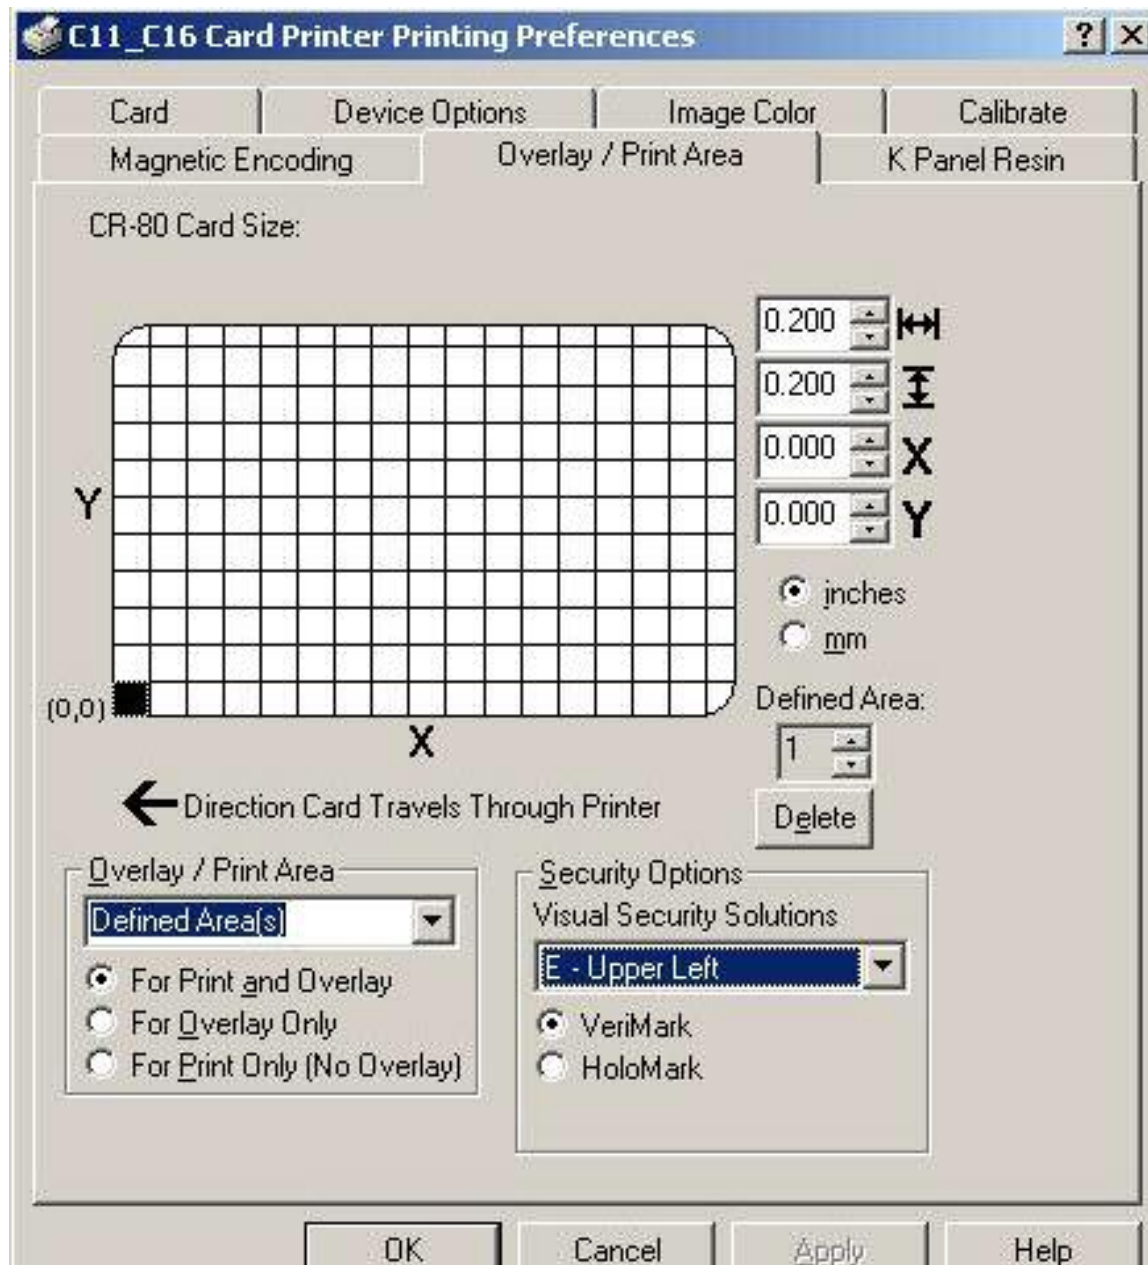 C11_C16 Card Printer Printing Preferences
Card Device Options Image Color Calibrate
Magnetic Encoding Overlay / Print Area K Panel Resin
CR-80 Card Size:
0.200
0.200
0.000 X
0.000 Y
Y
inches
mm
(0,0)
X
Defined Area:
1
Direction Card Travels Through Printer
Delete
Overlay / Print Area
Defined Area(s)
For Print and Overlay
For Overlay Only
For Print Only (No Overlay)
Security Options
Visual Security Solutions
E - Upper Left
VeriMark
HoloMark
OK Cancel Apply Help